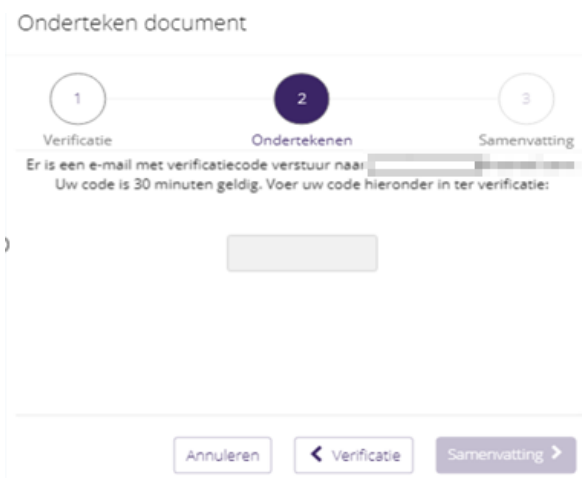 Onderteken document
1
2
3
Verificatie
Ondertekenen
Samenvatting
Er is een e-mail met verificatiecode verstuur naar
Uw code is 30 minuten geldig. Voer uw code hieronder in ter verificatie:
Annuleren
Verificatie
Samenvatting